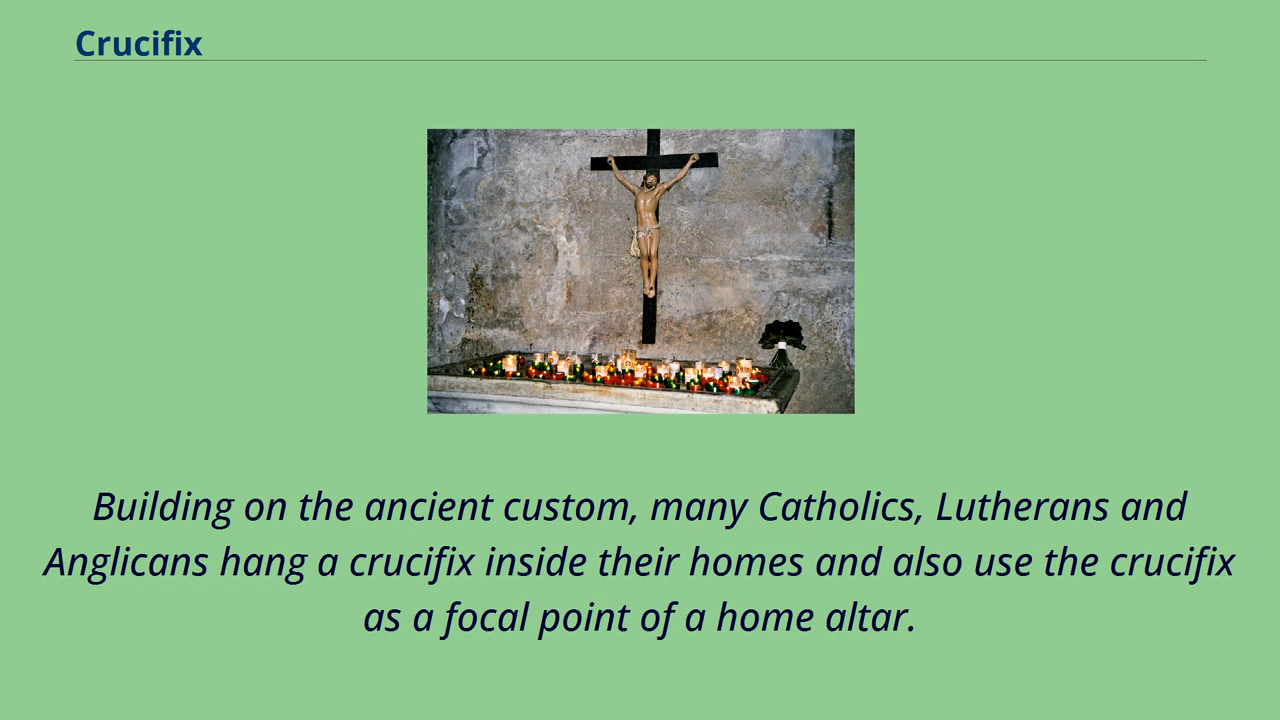 Crucifix
Building on the ancient custom, many Catholics, Lutherans and
Anglicans hang a crucifix inside their homes and also use the crucifix
as a focal point of a home altar.